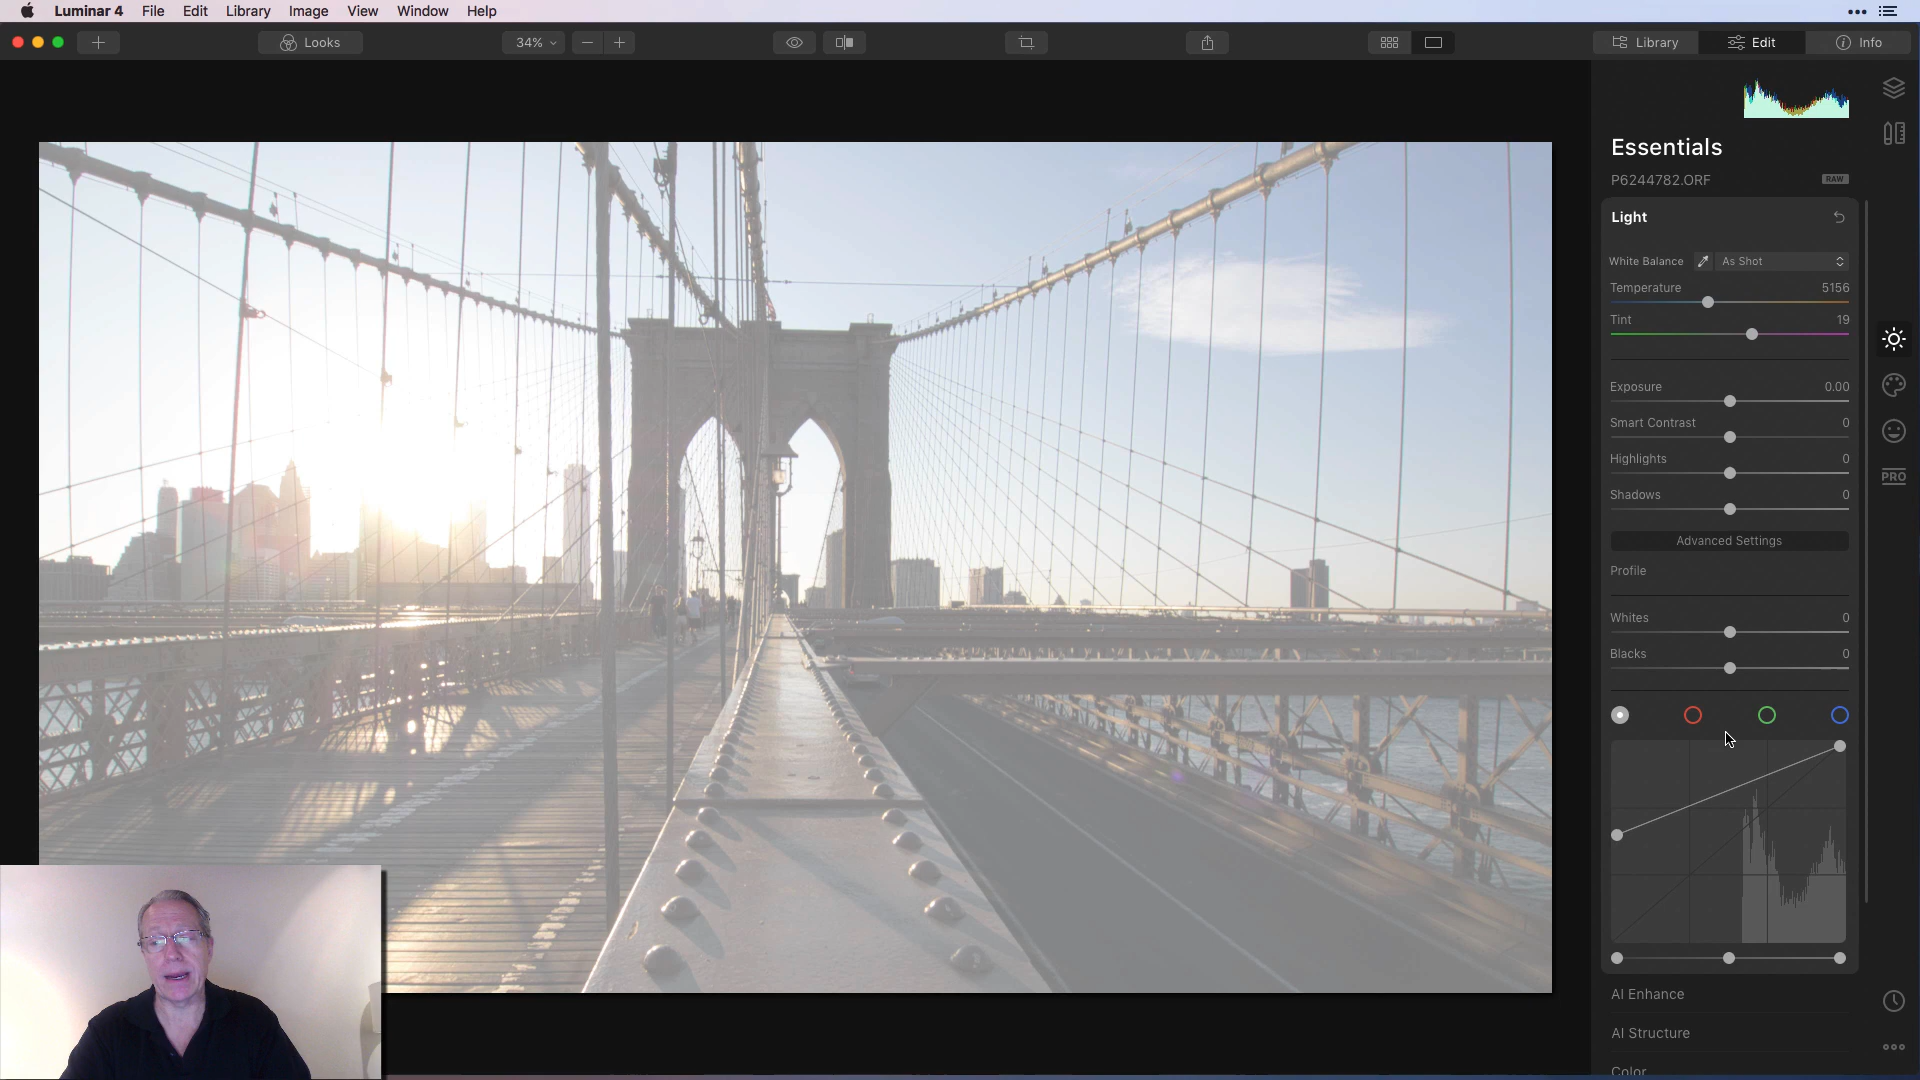 Luminar 4 File Edit Library Image View Window Help
Looks 34% Library Edit Info
Essentials
P6244782.ORF RAW
Light
White Balance As Shot
Temperature 5156
Tint 19
Exposure 0.00
Smart Contrast 0
Highlights 0
PRO
Shadows 0
Advanced Settings
Profile
Whites 0
Blacks 0
AI Enhance
AI Structure
Color